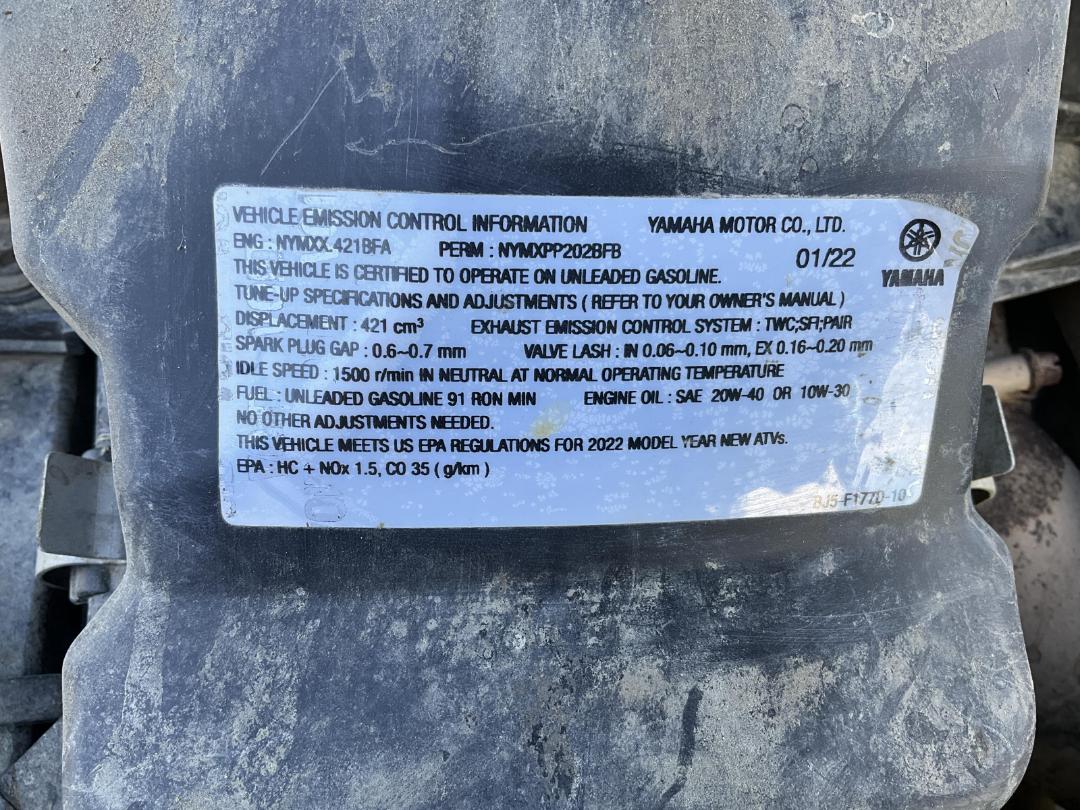 VEHICLE EMISSION CONTROL INFORMATION YAMAHA MOTOR CO., LTD.
ENG : NYMXX.421BFA PERM : NYMXPP202BFB 01/22
YAMAHA
THIS VEHICLE IS CERTIFIED TO OPERATE ON UNLEADED GASOLINE.
TUNE-UP SPECIFICATIONS AND ADJUSTMENTS ( REFER TO YOUR OWNER'S MANUAL )
DISPLACEMENT : 421 cm³ EXHAUST EMISSION CONTROL SYSTEM : TWC;SFI;PAIR
SPARK PLUG GAP : 0.6~0.7 mm VALVE LASH : IN 0.06~0.10 mm, EX 0.16~0.20 mm
IDLE SPEED : 1500 r/min IN NEUTRAL AT NORMAL OPERATING TEMPERATURE
FUEL : UNLEADED GASOLINE 91 RON MIN ENGINE OIL : SAE 20W-40 OR 10W-30
NO OTHER ADJUSTMENTS NEEDED.
THIS VEHICLE MEETS US EPA REGULATIONS FOR 2022 MODEL YEAR NEW ATVs.
EPA : HC + NOx 1.5, CO 35 ( g/km )
BJ5-F177D-10